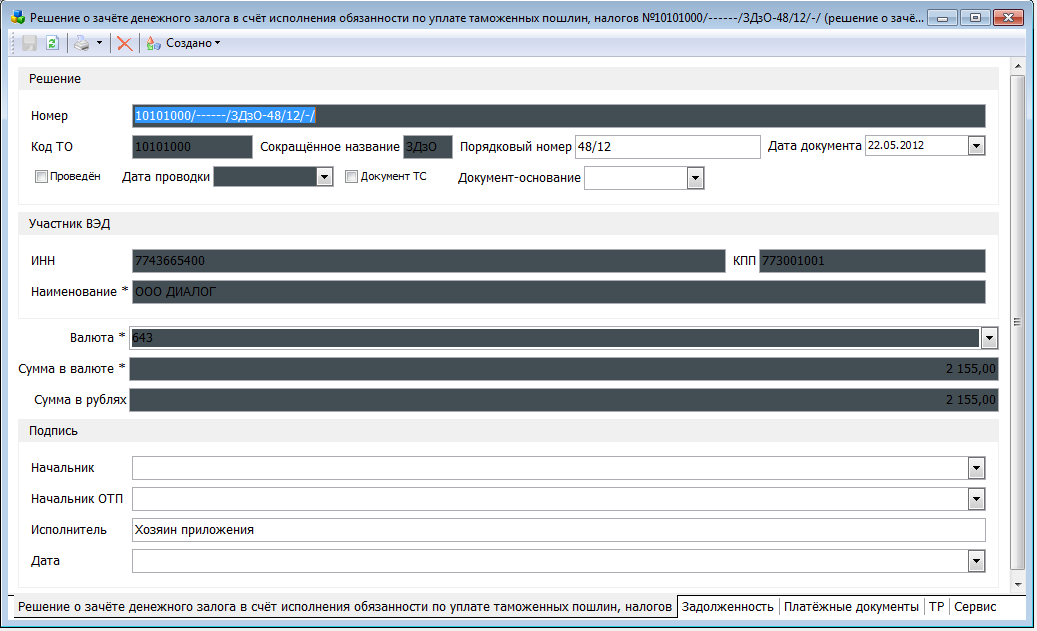 Решение о зачёте денежного залога в счёт исполнения обязанности по уплате таможенных пошлин, налогов №10101000/------/ЗДзО-48/12/-/ (решение о зачё...
Создано
Решение
Номер 10101000/------/ЗДзО-48/12/-/
Код ТО 10101000 Сокращённое название ЗДзО Порядковый номер 48/12 Дата документа 22.05.2012
Проведён Дата проводки Документ ТС Документ-основание
Участник ВЭД
ИНН 7743665400 КПП 773001001
Наименование * ООО ДИАЛОГ
Валюта * 643
Сумма в валюте * 2 155,00
Сумма в рублях 2 155,00
Подпись
Начальник
Начальник ОТП
Исполнитель Хозяин приложения
Дата
Решение о зачёте денежного залога в счёт исполнения обязанности по уплате таможенных пошлин, налогов Задолженность Платёжные документы ТР Сервис